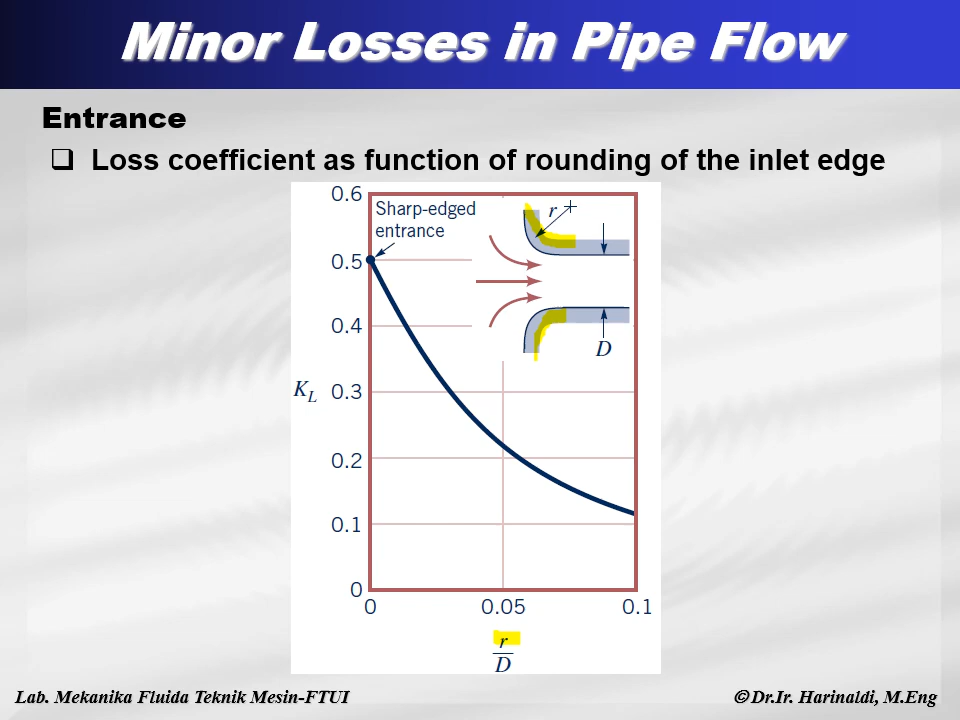 Minor Losses in Pipe Flow
Entrance
❑ Loss coefficient as function of rounding of the inlet edge
0.6
Sharp-edged
entrance
r
0.5
0.4
D
K_L
0.3
0.2
0.1
0
0
0.05
0.1
r
D
Lab. Mekanika Fluida Teknik Mesin-FTUI
©Dr.Ir. Harinaldi, M.Eng